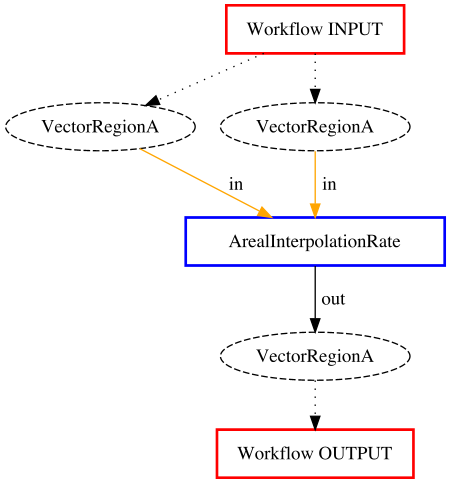 Workflow INPUT
VectorRegionA
VectorRegionA
in
in
ArealInterpolationRate
out
VectorRegionA
Workflow OUTPUT